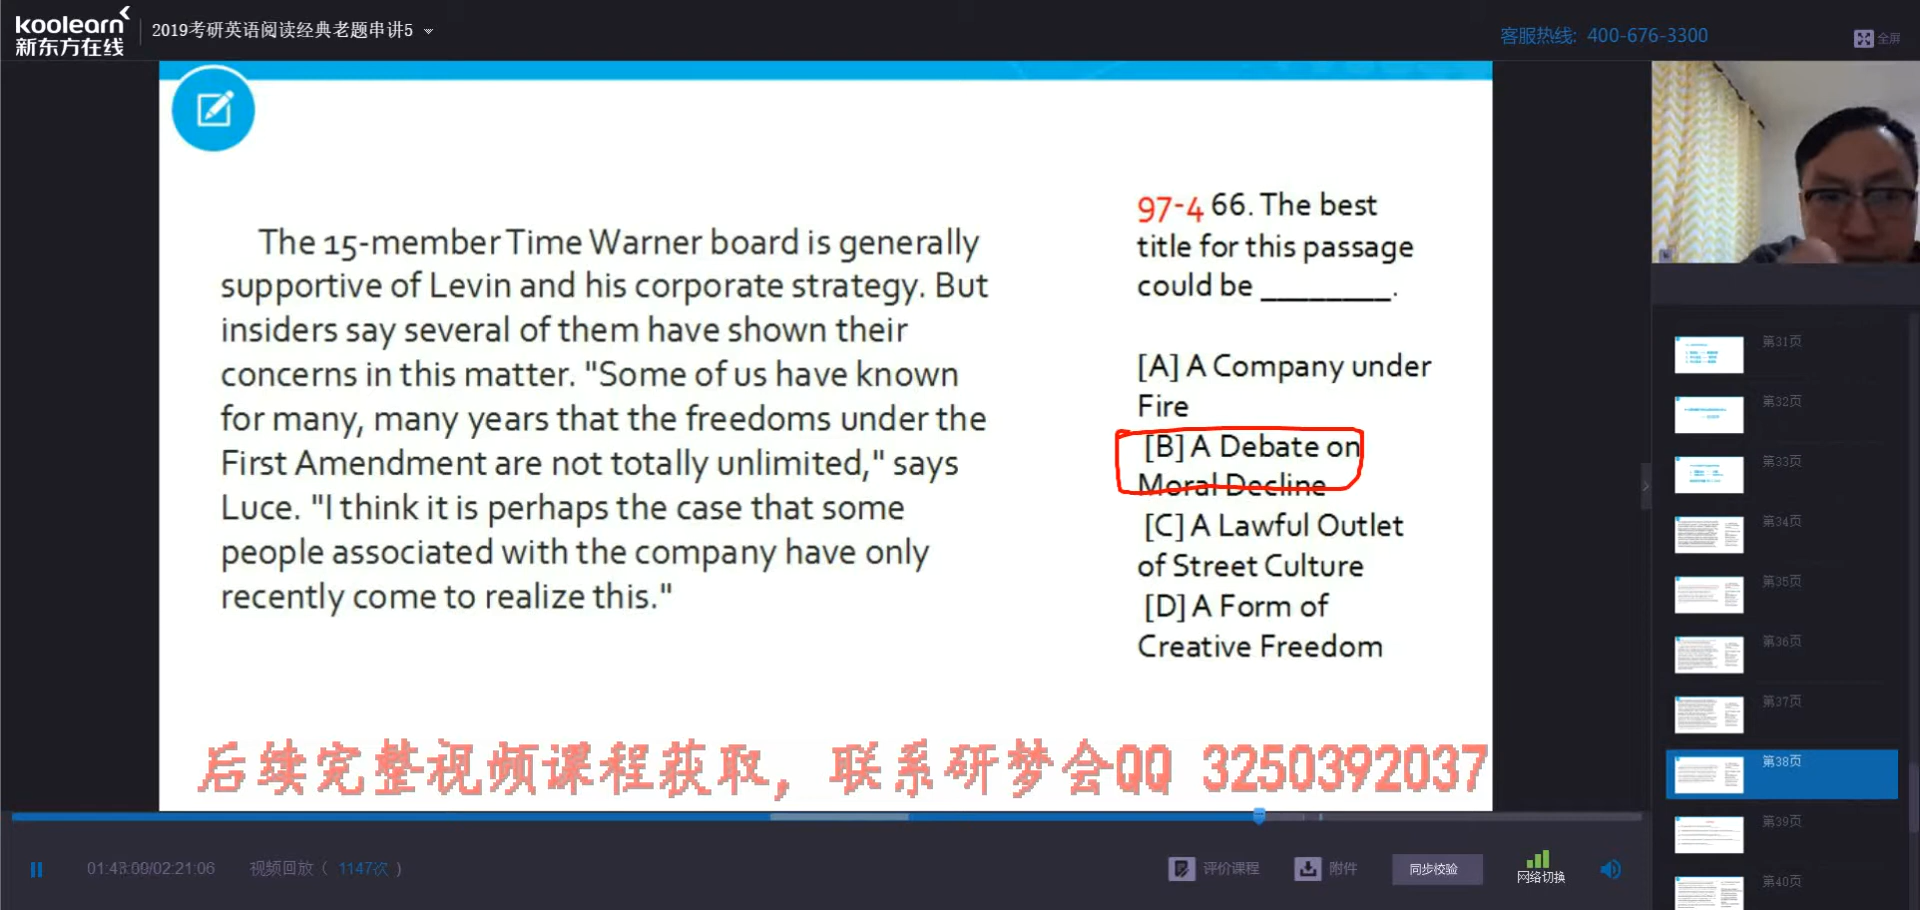 koolearn
新东方在线
2019考研英语阅读经典老题串讲5
客服热线: 400-676-3300
全屏
The 15-member Time Warner board is generally
supportive of Levin and his corporate strategy. But
insiders say several of them have shown their
concerns in this matter. "Some of us have known
for many, many years that the freedoms under the
First Amendment are not totally unlimited," says
Luce. "I think it is perhaps the case that some
people associated with the company have only
recently come to realize this."
97-4 66. The best
title for this passage
could be ________.
[A] A Company under
Fire
[B] A Debate on
Moral Decline
[C] A Lawful Outlet
of Street Culture
[D] A Form of
Creative Freedom
后续完整视频课程获取，联系研梦会QQ 3250392037
第31页
第32页
第33页
第34页
第35页
第36页
第37页
第38页
第39页
第40页
视频回放（ 1147次 ）
评价课程
附件
同步校验
网络切换